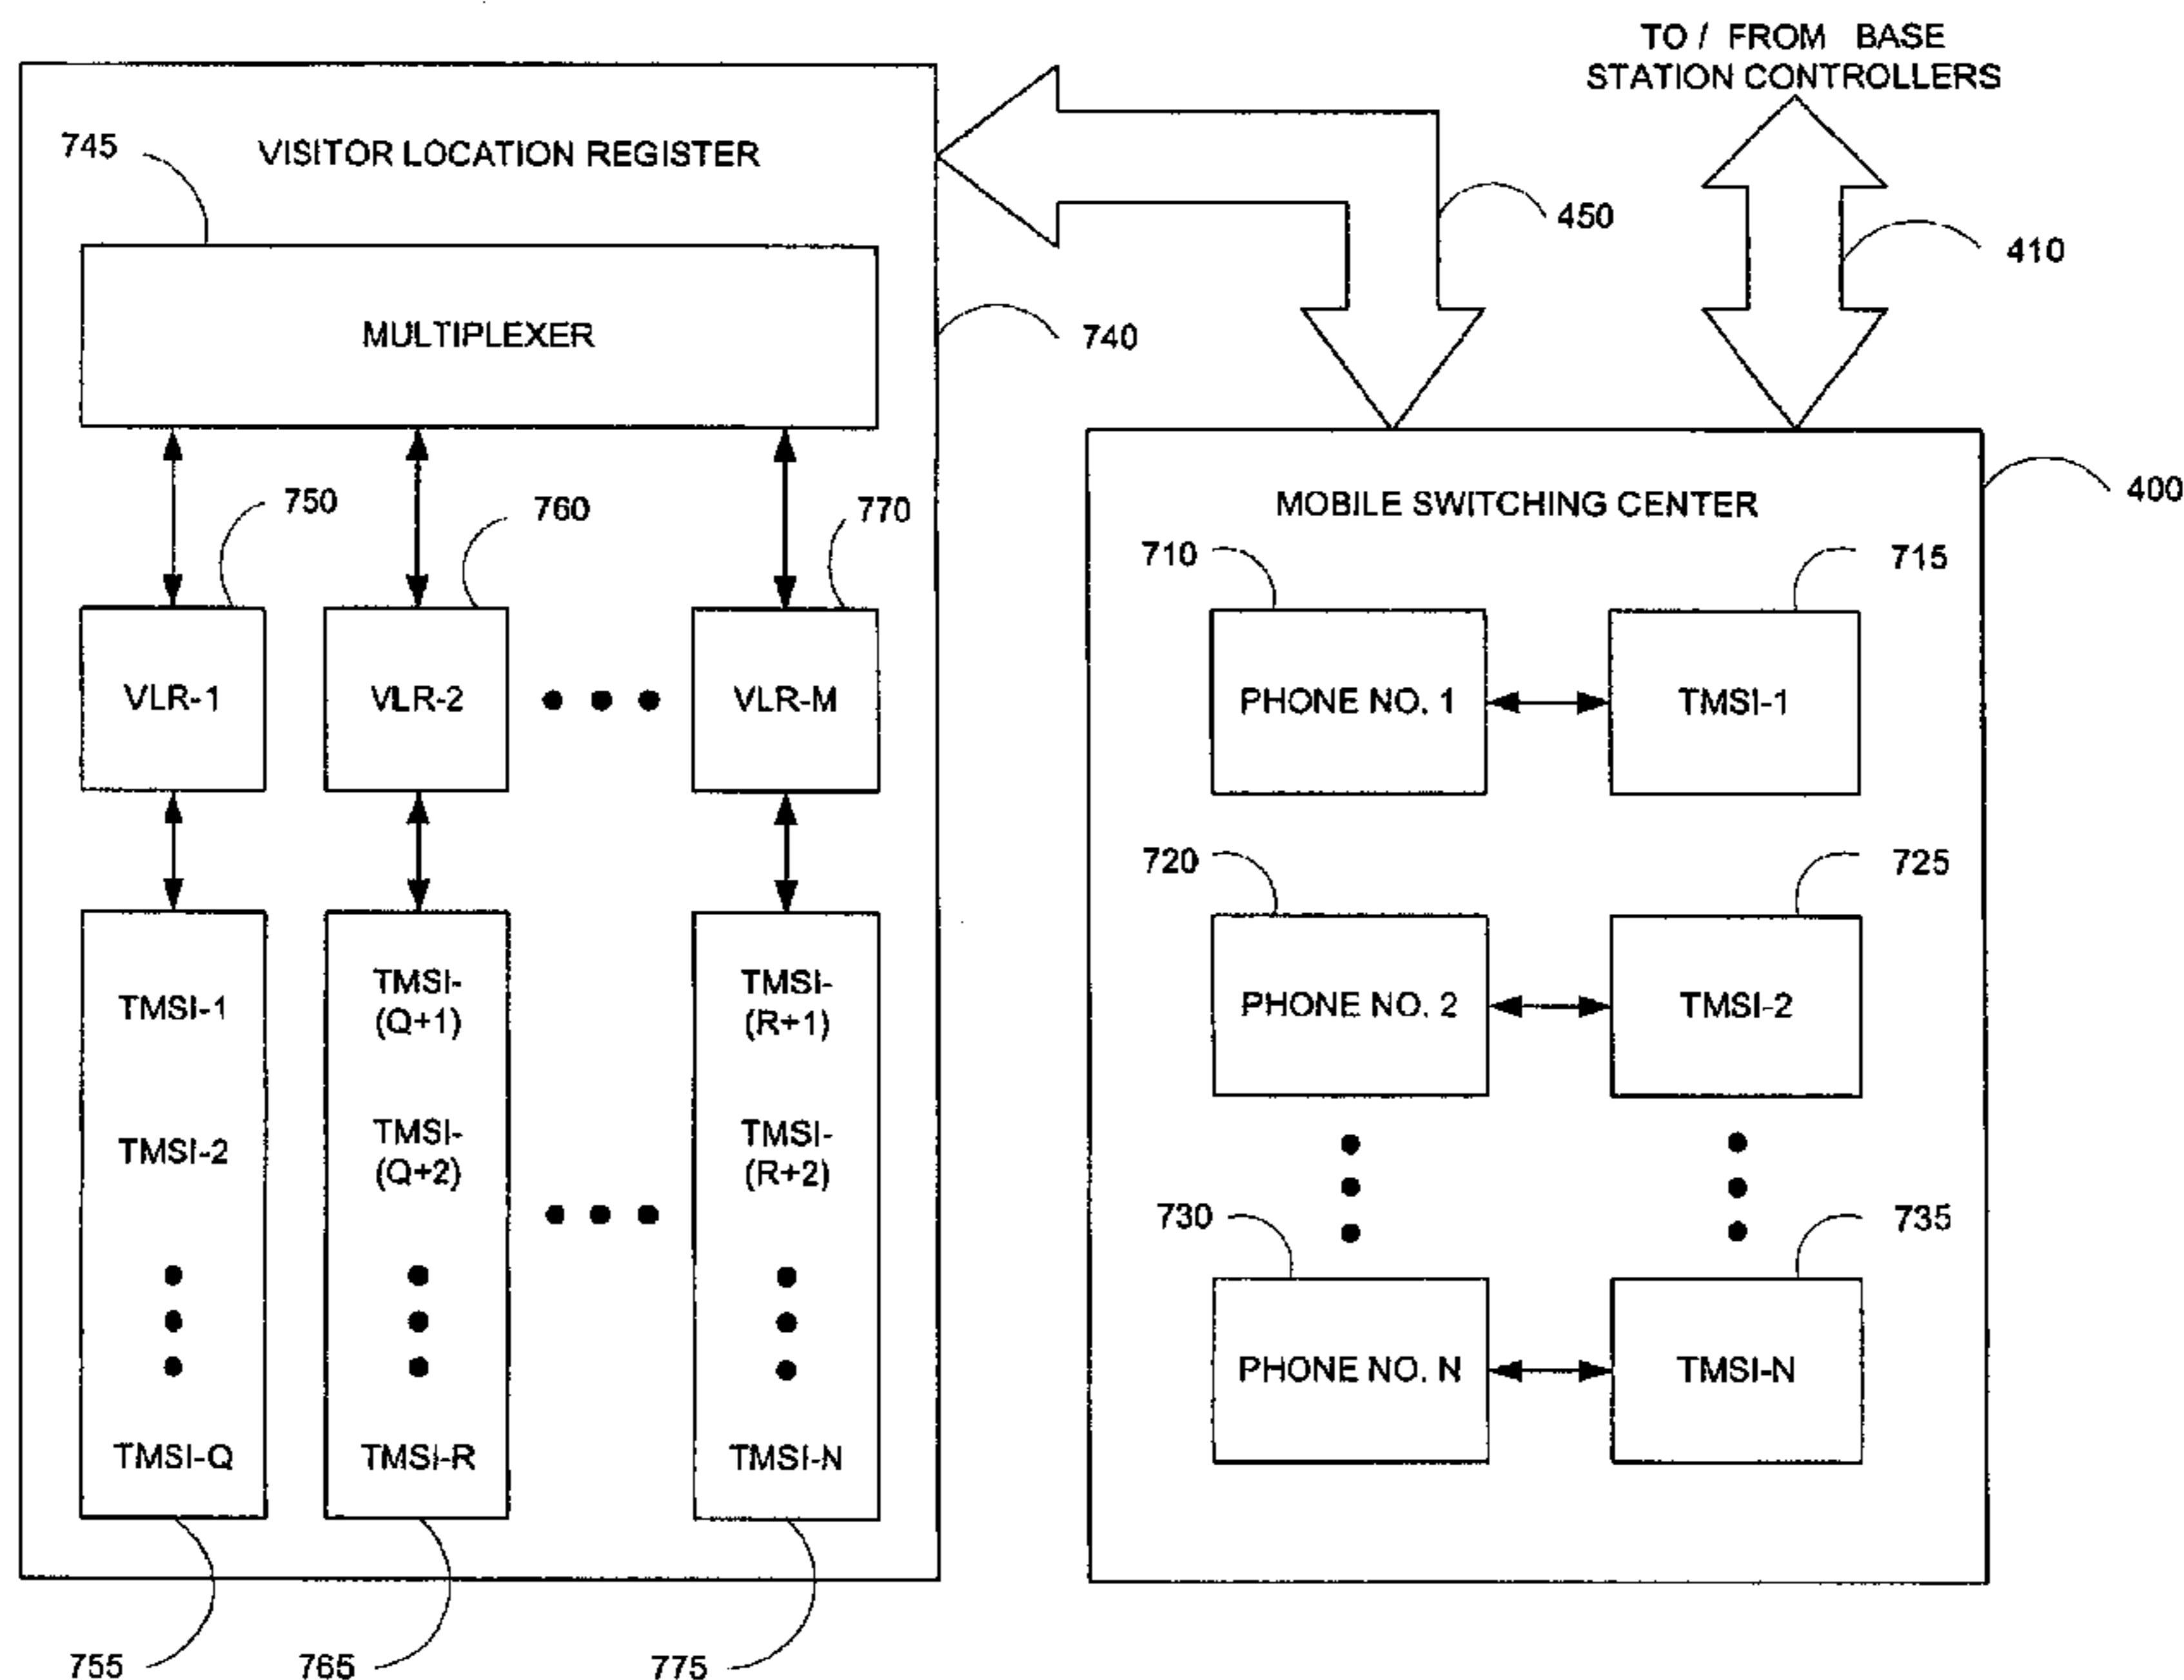 TO / FROM BASE
STATION CONTROLLERS
745
VISITOR LOCATION REGISTER
450
410
MULTIPLEXER
740
750
760
770
MOBILE SWITCHING CENTER
400
710
715
VLR-1
VLR-2
VLR-M
PHONE NO. 1
TMSI-1
720
725
TMSI-1
TMSI-
(Q+1)
TMSI-
(R+1)
PHONE NO. 2
TMSI-2
TMSI-2
TMSI-
(Q+2)
TMSI-
(R+2)
730
735
PHONE NO. N
TMSI-N
TMSI-Q
TMSI-R
TMSI-N
755
765
775